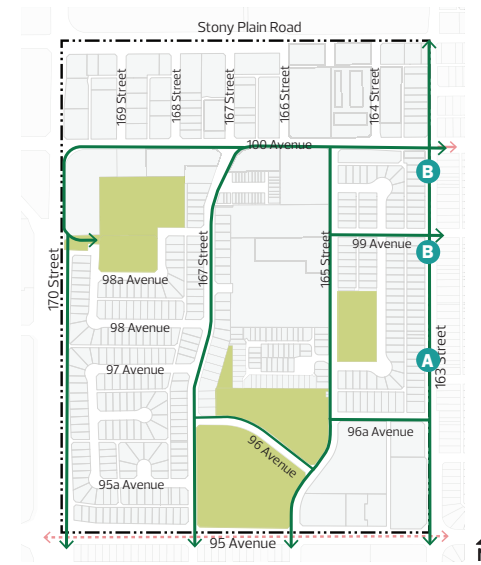 Stony Plain Road
169 Street
168 Street
167 Street
166 Street
164 Street
100 Avenue
B
99 Avenue
B
170 Street
167 Street
165 Street
98a Avenue
98 Avenue
A
163 Street
97 Avenue
96a Avenue
96 Avenue
95a Avenue
95 Avenue